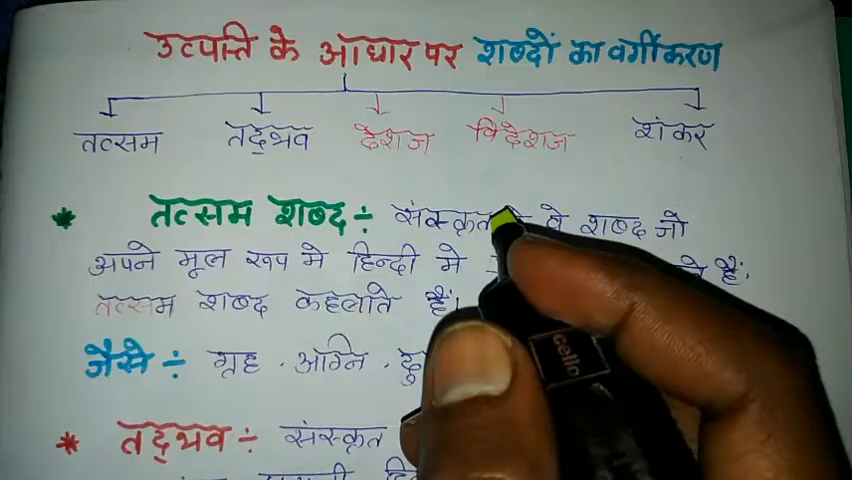 उत्पत्ति के आधार पर शब्दों का वर्गीकरण
तत्सम तद्भव देशज विदेशज शंकर
* तत्सम शब्द ÷ संस्कृत वे शब्द जो
अपने मूल रूप मे हिन्दी मे हैं.
तत्सम शब्द कहलाते हैं।
जैसे ÷ ग्रह . अग्नि .
* तद्भव ÷ संस्कृत
cello